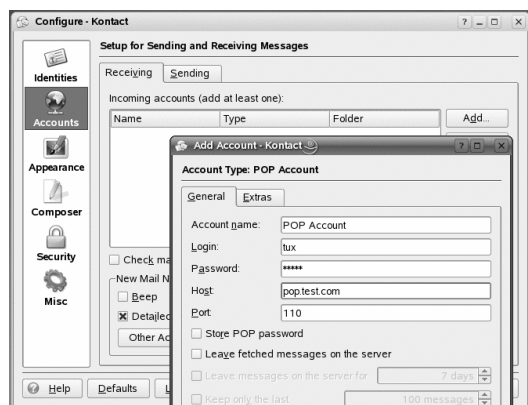 Configure - Kontact
Setup for Sending and Receiving Messages
Identities
Accounts
Appearance
Composer
Security
Misc
Receiving
Sending
Incoming accounts (add at least one):
Name Type Folder
Add...
Check ma
New Mail N
Beep
Detailed
Other Ac
Help
Defaults
Add Account - Kontact
Account Type: POP Account
General
Extras
Account name: POP Account
Login: tux
Password: *****
Host: pop.test.com
Port: 110
Store POP password
Leave fetched messages on the server
Leave messages on the server for 7 days
Keep only the last 100 messages